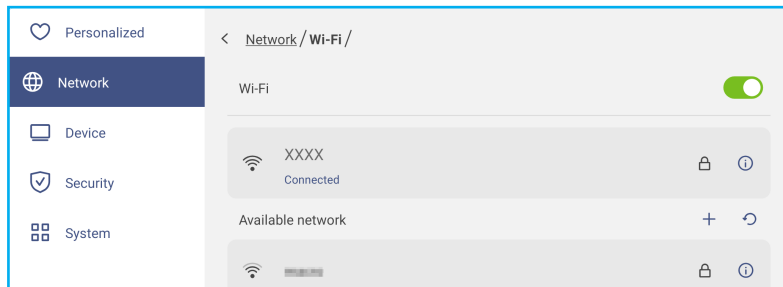 Personalized
Network
Device
Security
System
Network / Wi-Fi /
Wi-Fi
XXXX
Connected
Available network